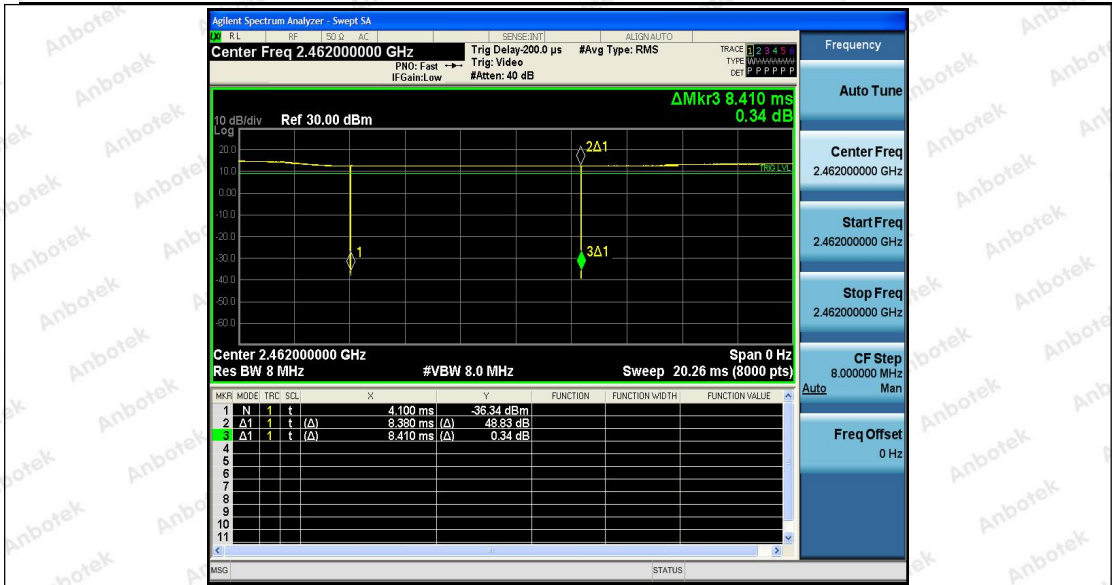 Agilent Spectrum Analyzer - Swept SA
LXI RL RF 50 Ω AC SENSE:INT ALIGN AUTO
Center Freq 2.462000000 GHz
PNO: Fast
IFGain:Low
Trig Delay-200.0 µs
Trig: Video
#Atten: 40 dB
#Avg Type: RMS
TRACE 1 2 3 4 5 6
TYPE WWWWWW
DET P P P P P P
ΔMkr3 8.410 ms
0.34 dB
10 dB/div Ref 30.00 dBm
Log
20.0
10.0
0.00
-10.0
-20.0
-30.0
-40.0
-50.0
-60.0
2Δ1
TRIG LVL
1
3Δ1
Center 2.462000000 GHz Span 0 Hz
Res BW 8 MHz #VBW 8.0 MHz Sweep 20.26 ms (8000 pts)
MKR MODE TRC SCL X Y FUNCTION FUNCTION WIDTH FUNCTION VALUE
1 N 1 t 4.100 ms -36.34 dBm
2 Δ1 1 t (Δ) 8.380 ms (Δ) 48.83 dB
3 Δ1 1 t (Δ) 8.410 ms (Δ) 0.34 dB
4
5
6
7
8
9
10
11
MSG STATUS
Frequency
Auto Tune
Center Freq
2.462000000 GHz
Start Freq
2.462000000 GHz
Stop Freq
2.462000000 GHz
CF Step
8.000000 MHz
Auto Man
Freq Offset
0 Hz
Anbotek